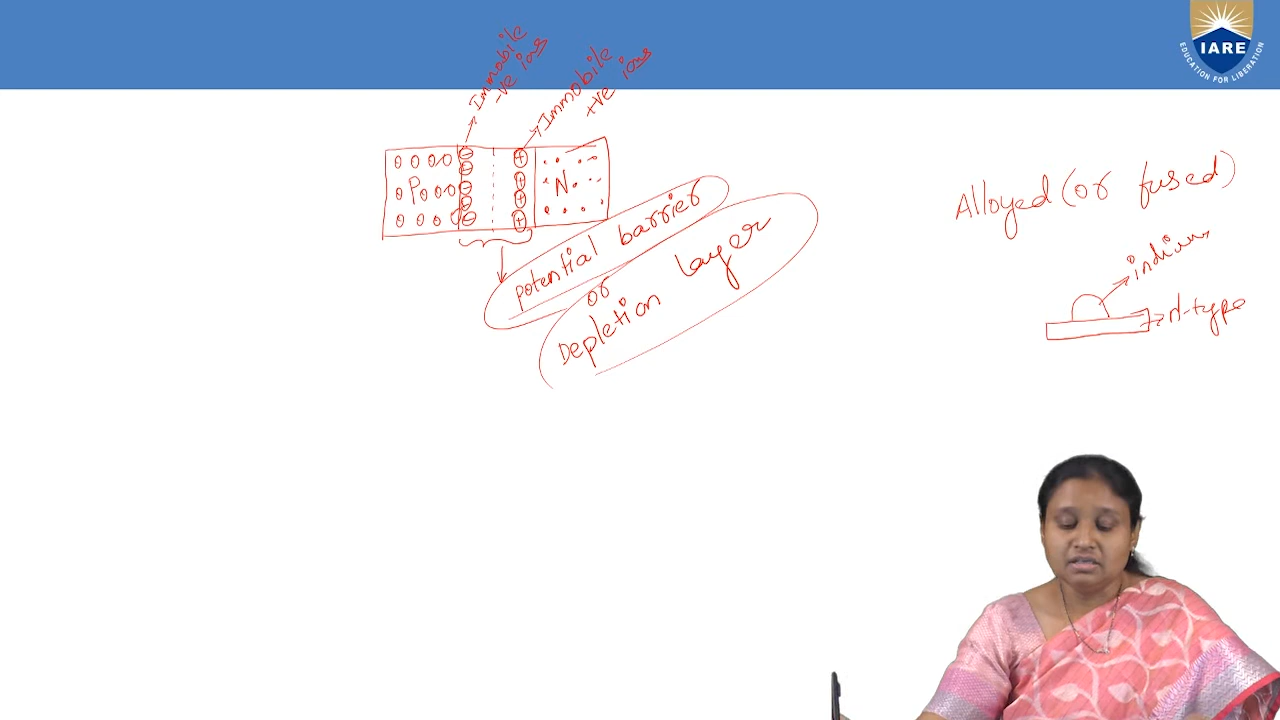 IARE
EDUCATION FOR LIBERATION
Immobile
-ve ions
Immobile
+ve ions
P
N
potential barrier
or
Depletion layer
Alloyed (or fused)
indium
N-type